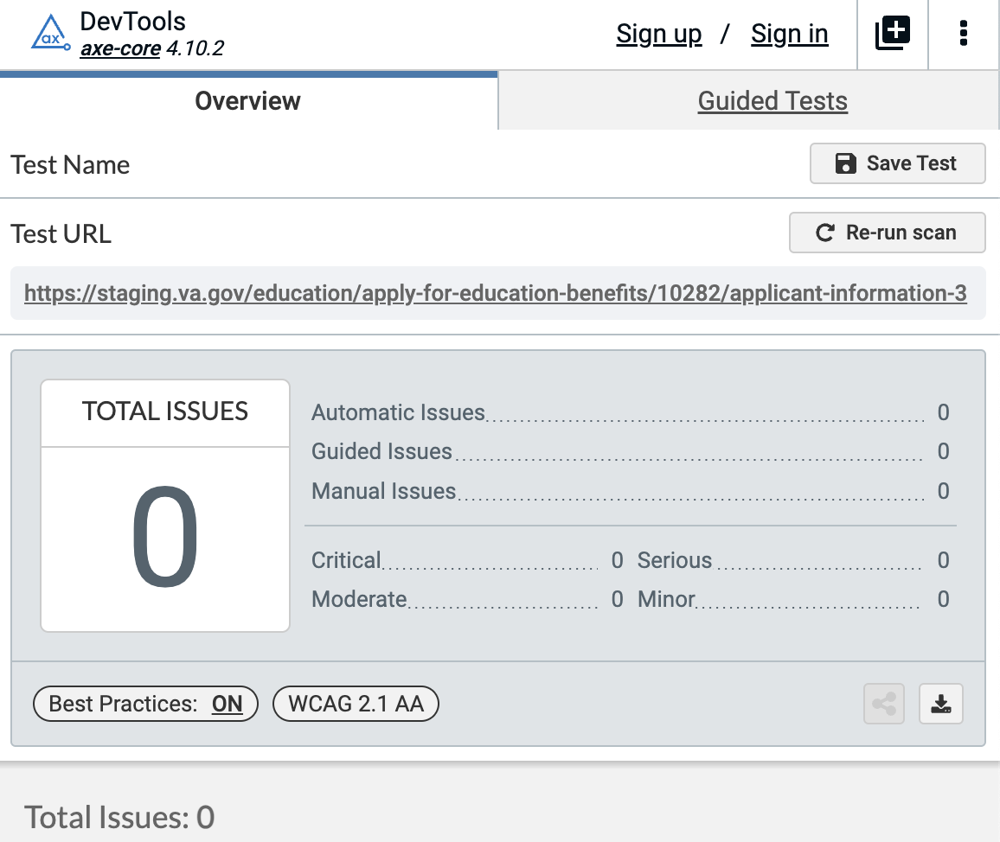 DevTools
axe-core 4.10.2
Sign up / Sign in
Overview
Guided Tests
Test Name
Save Test
Test URL
Re-run scan
https://staging.va.gov/education/apply-for-education-benefits/10282/applicant-information-3
TOTAL ISSUES
0
Automatic Issues 0
Guided Issues 0
Manual Issues 0
Critical 0 Serious 0
Moderate 0 Minor 0
Best Practices: ON
WCAG 2.1 AA
Total Issues: 0